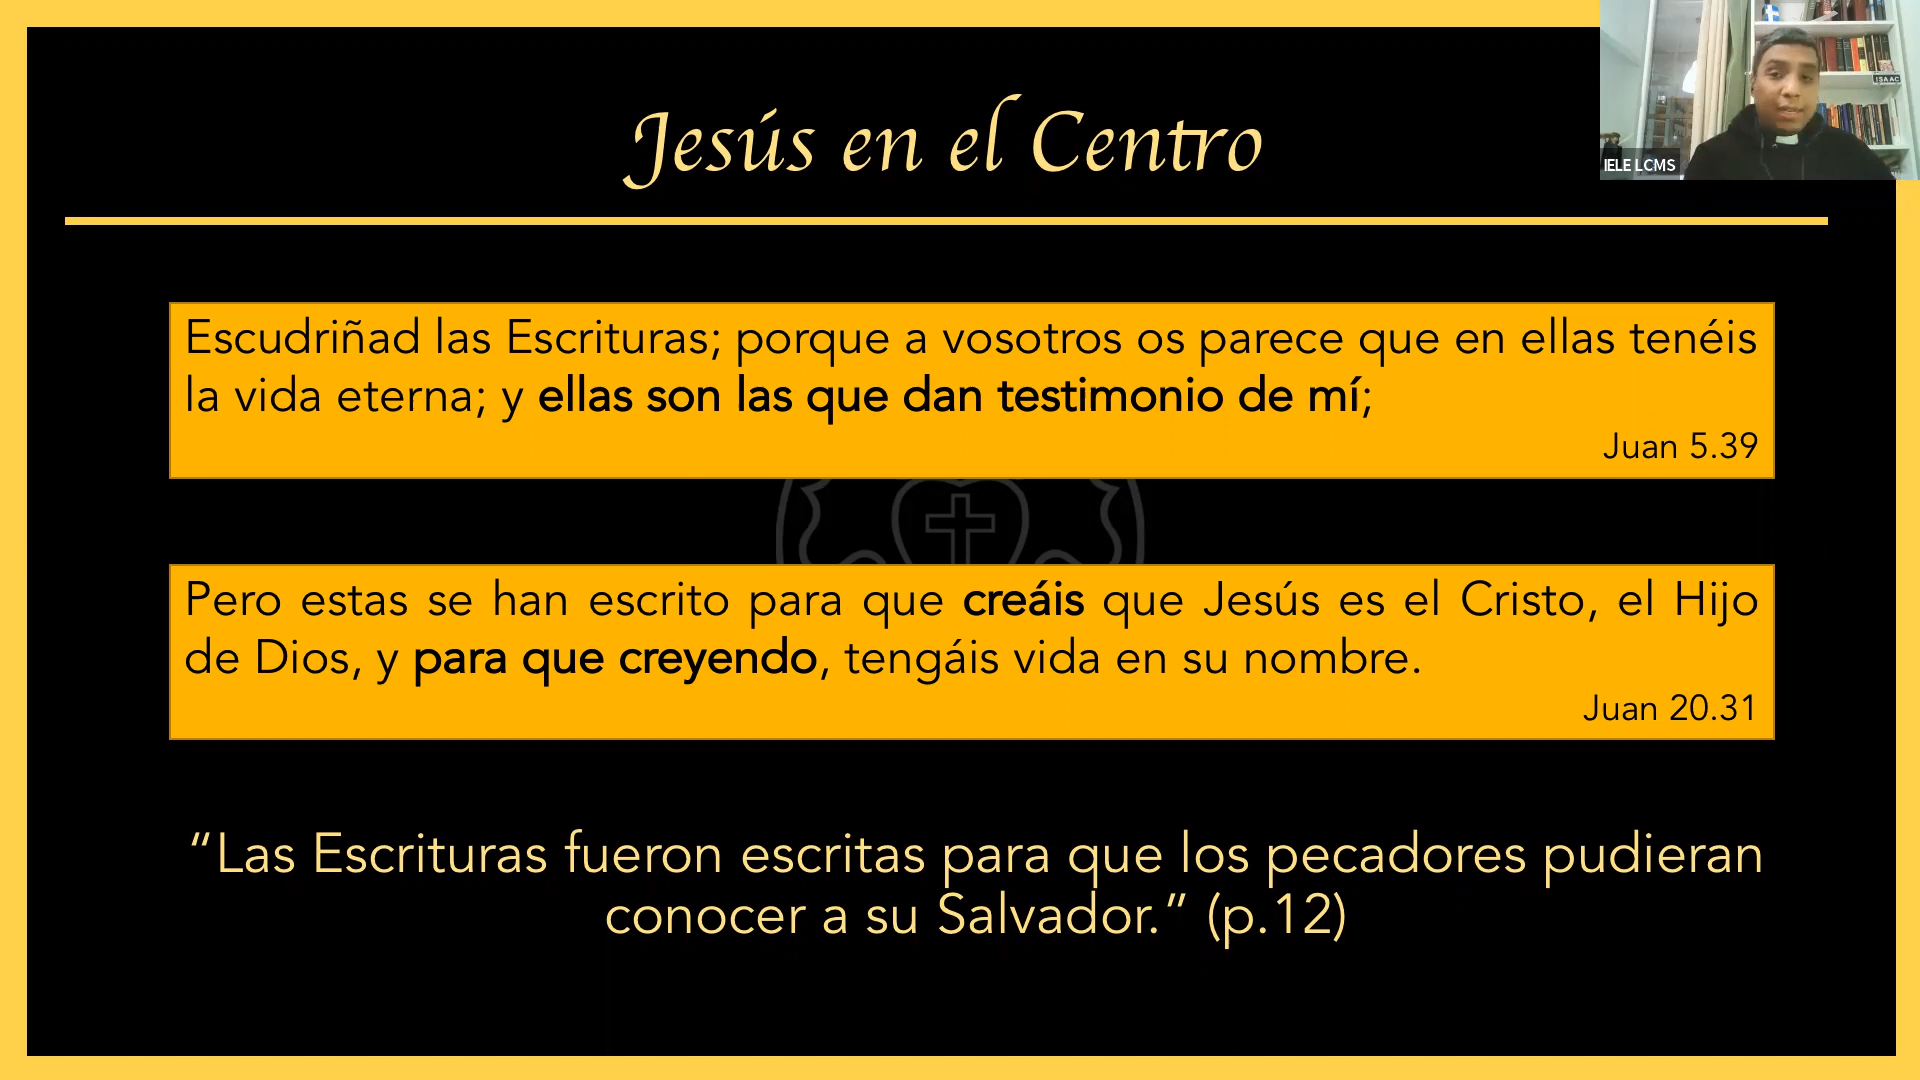 Jesús en el Centro
IELE LCMS
ISAAC
Escudriñad las Escrituras; porque a vosotros os parece que en ellas tenéis
la vida eterna; y ellas son las que dan testimonio de mí;
Juan 5.39
Pero estas se han escrito para que creáis que Jesús es el Cristo, el Hijo
de Dios, y para que creyendo, tengáis vida en su nombre.
Juan 20.31
“Las Escrituras fueron escritas para que los pecadores pudieran
conocer a su Salvador.” (p.12)